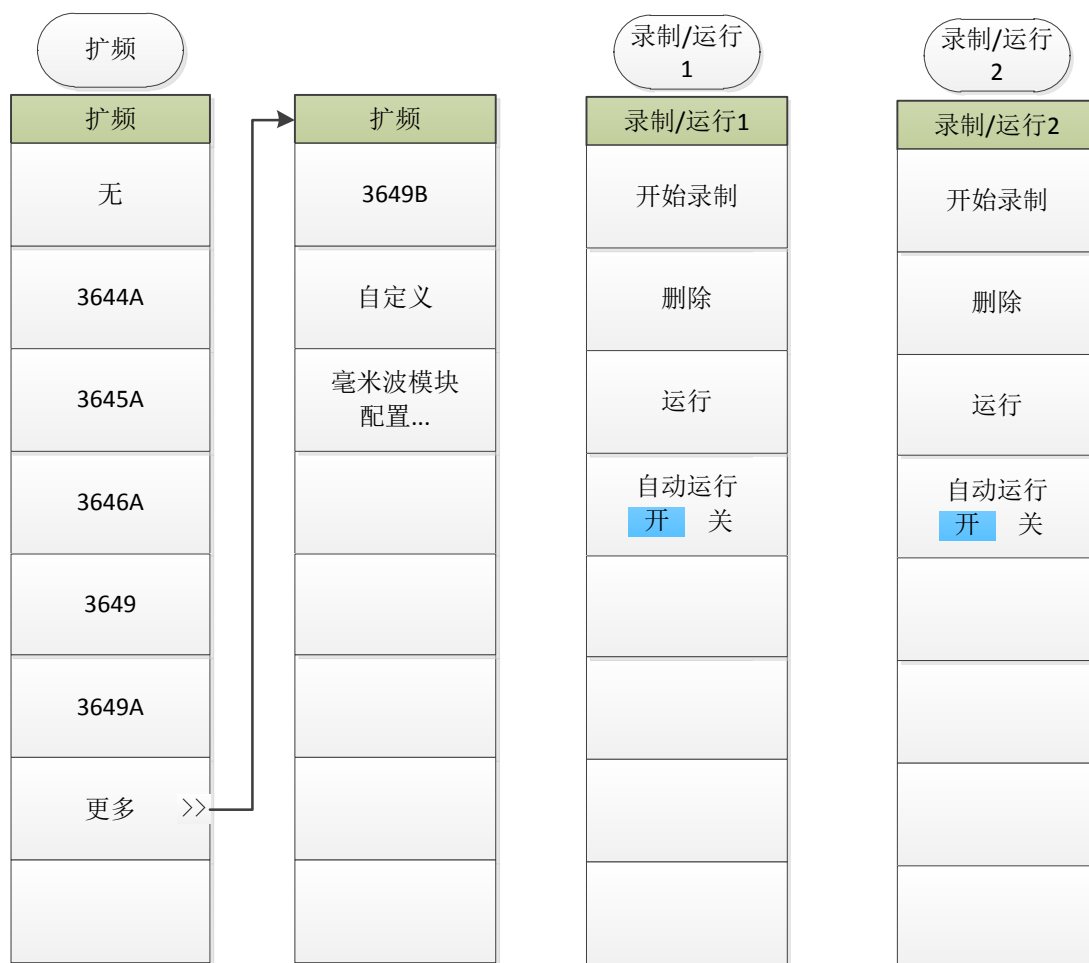 扩频
扩频
无
3644A
3645A
3646A
3649
3649A
更多 >>
扩频
3649B
自定义
毫米波模块
配置...
录制/运行
1
录制/运行1
开始录制
删除
运行
自动运行
开 关
录制/运行
2
录制/运行2
开始录制
删除
运行
自动运行
开 关